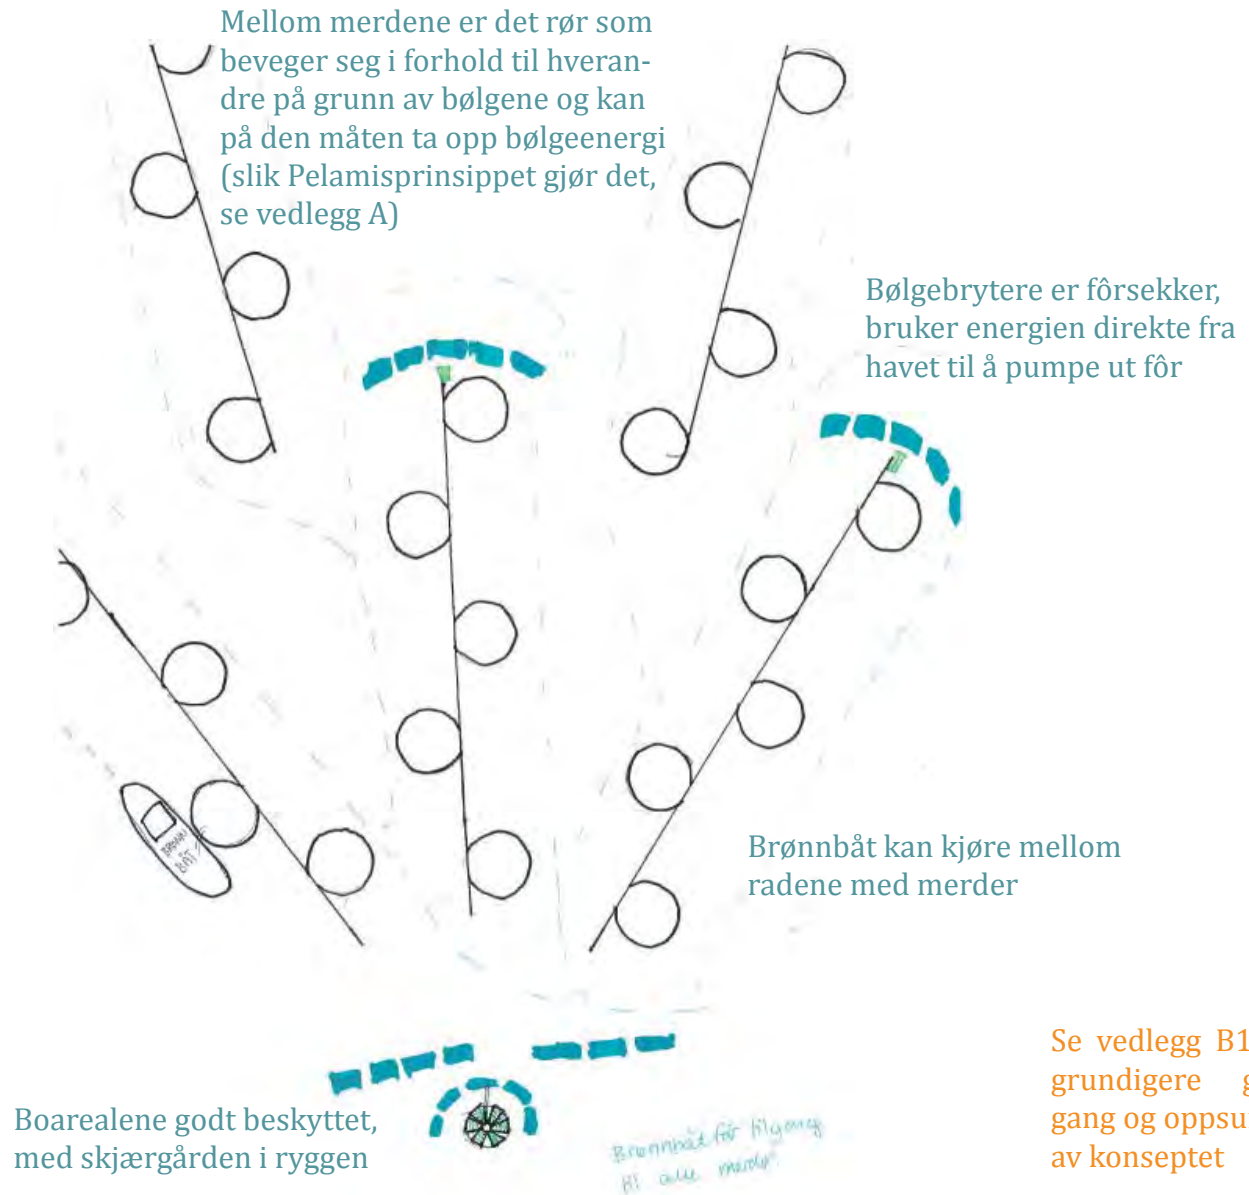 Mellom merdene er det rør som
beveger seg i forhold til hveran-
dre på grunn av bølgene og kan
på den måten ta opp bølgeenergi
(slik Pelamisprinsippet gjør det,
se vedlegg A)
Bølgebrytere er fôrsekker,
bruker energien direkte fra
havet til å pumpe ut fôr
BRØNN
BÅT
Brønnbåt kan kjøre mellom
radene med merder
Se vedlegg B1
grundigere g
gang og oppsu
av konseptet
Boarealene godt beskyttet,
med skjærgården i ryggen
Brønnbåt får tilgang
til alle merder